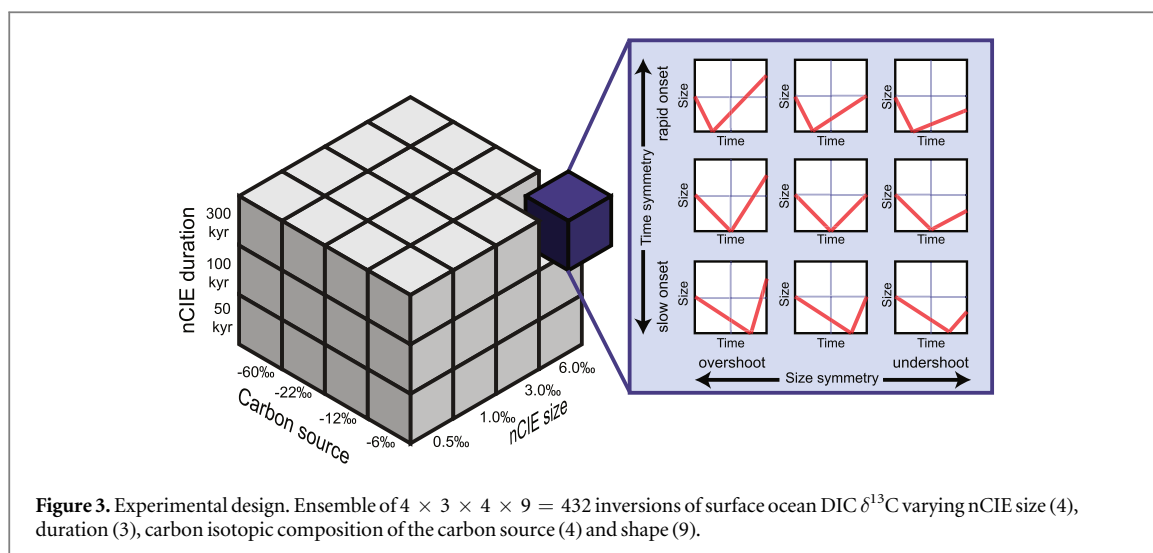 nCIE duration
300
kyr
100
kyr
50
kyr
-60‰
-22‰
-12‰
-6‰
Carbon source
0.5‰
1.0‰
3.0‰
6.0‰
nCIE size
rapid onset
Time symmetry
slow onset
Size
Time
Size
Time
Size
Time
Size
Time
Size
Time
Size
Time
Size
Time
Size
Time
Size
Time
overshoot
undershoot
Size symmetry
Figure 3. Experimental design. Ensemble of 4 × 3 × 4 × 9 = 432 inversions of surface ocean DIC δ¹³C varying nCIE size (4),
duration (3), carbon isotopic composition of the carbon source (4) and shape (9).